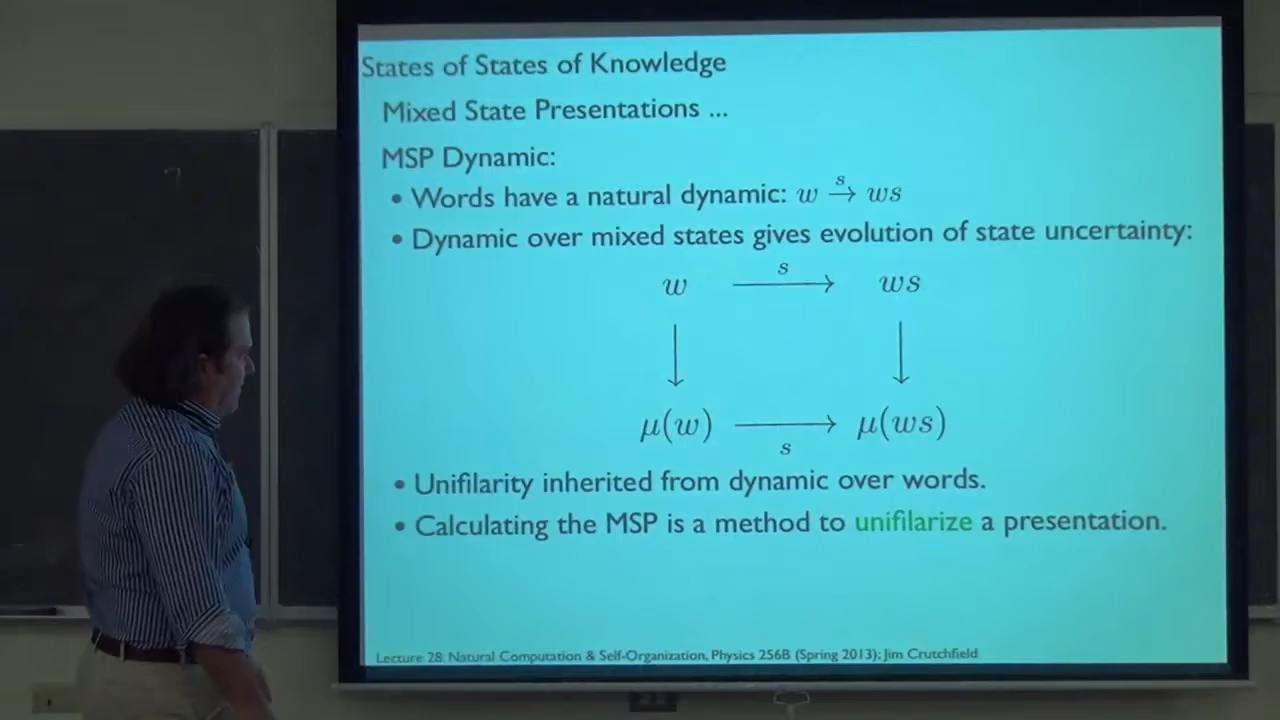 States of States of Knowledge
Mixed State Presentations ...
MSP Dynamic:
• Words have a natural dynamic: w →^s ws
• Dynamic over mixed states gives evolution of state uncertainty:
s
w → ws
↓ ↓
μ(w) → μ(ws)
s
• Unifilarity inherited from dynamic over words.
• Calculating the MSP is a method to unifilarize a presentation.
Lecture 28: Natural Computation & Self-Organization, Physics 256B (Spring 2013); Jim Crutchfield